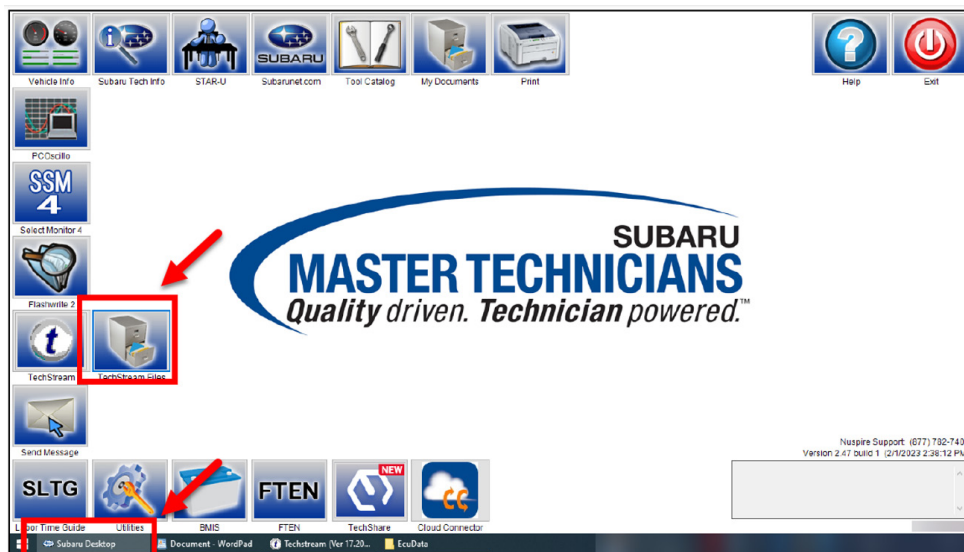 SUBARU
Vehicle Info
Subaru Tech Info
STAR-U
Subarunet.com
Tool Catalog
My Documents
Print
Help
Exit
PCOscillo
SSM
4
Select Monitor 4
Flashwrite 2
t
TechStream
TechStream Files
SUBARU
MASTER TECHNICIANS
Quality driven. Technician powered.™
Send Message
Nuspire Support: (877) 782-740
Version 2.47 build 1 (2/1/2023 2:38:12 PM
SLTG
FTEN
NEW
Labor Time Guide
Utilities
BMIS
FTEN
TechShare
Cloud Connector
Subaru Desktop
Document - WordPad
Techstream (Ver 17.20...
EcuData